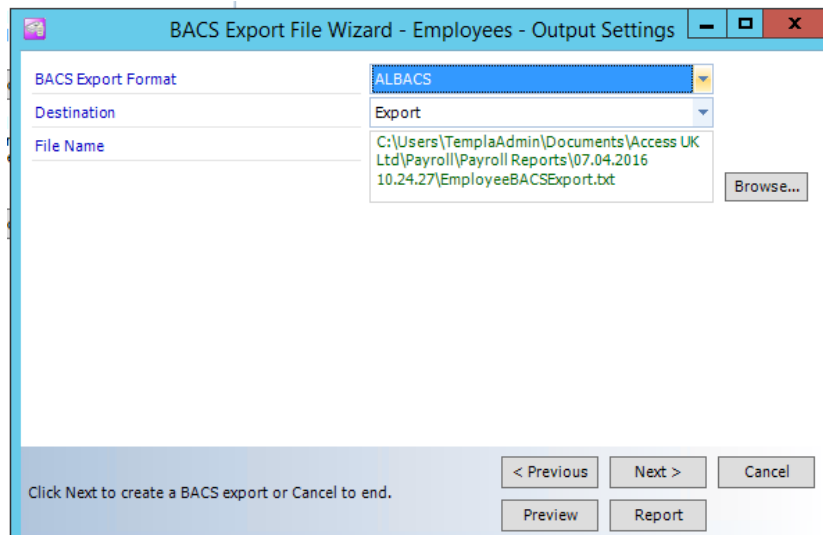 BACS Export File Wizard - Employees - Output Settings
BACS Export Format
ALBACS
Destination
Export
File Name
C:\Users\TemplaAdmin\Documents\Access UK
Ltd\Payroll\Payroll Reports\07.04.2016
10.24.27\EmployeeBACSExport.txt
Browse...
Click Next to create a BACS export or Cancel to end.
< Previous
Next >
Cancel
Preview
Report